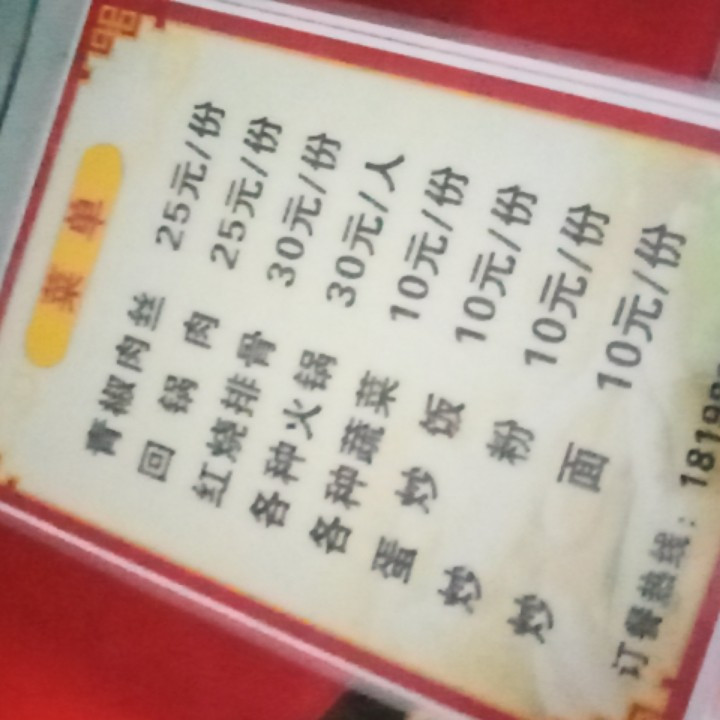 菜单
青椒肉丝 25元/份
回锅肉 25元/份
红烧排骨 30元/份
各种火锅 30元/人
各种蔬菜 10元/份
蛋炒饭 10元/份
炒粉 10元/份
炒面 10元/份
订餐热线: